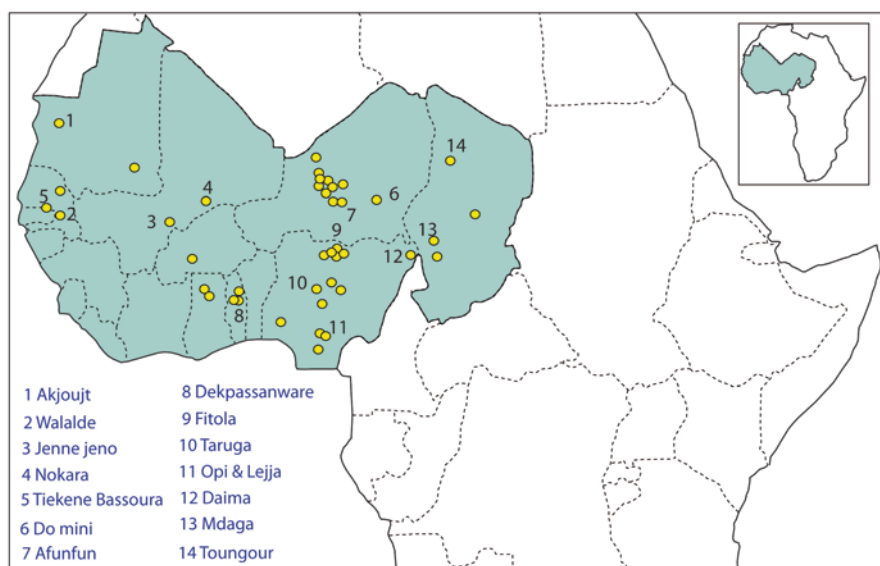 1
14
5
4
2
3
6
7
9
13
12
10
8
11
1 Akjoujt
2 Walalde
3 Jenne jeno
4 Nokara
5 Tiekene Bassoura
6 Do mini
7 Afunfun
8 Dekpassanware
9 Fitola
10 Taruga
11 Opi & Lejja
12 Daima
13 Mdaga
14 Toungour